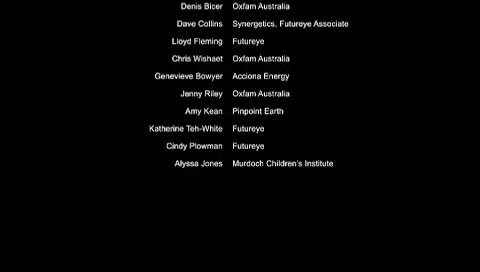 Denis Bicer Oxfam Australia
Dave Collins Synergetics, Futureye Associate
Lloyd Fleming Futureye
Chris Wishaet Oxfam Australia
Genevieve Bowyer Acciona Energy
Jenny Riley Oxfam Australia
Amy Kean Pinpoint Earth
Katherine Teh-White Futureye
Cindy Plowman Futureye
Alyssa Jones Murdoch Children's Institute